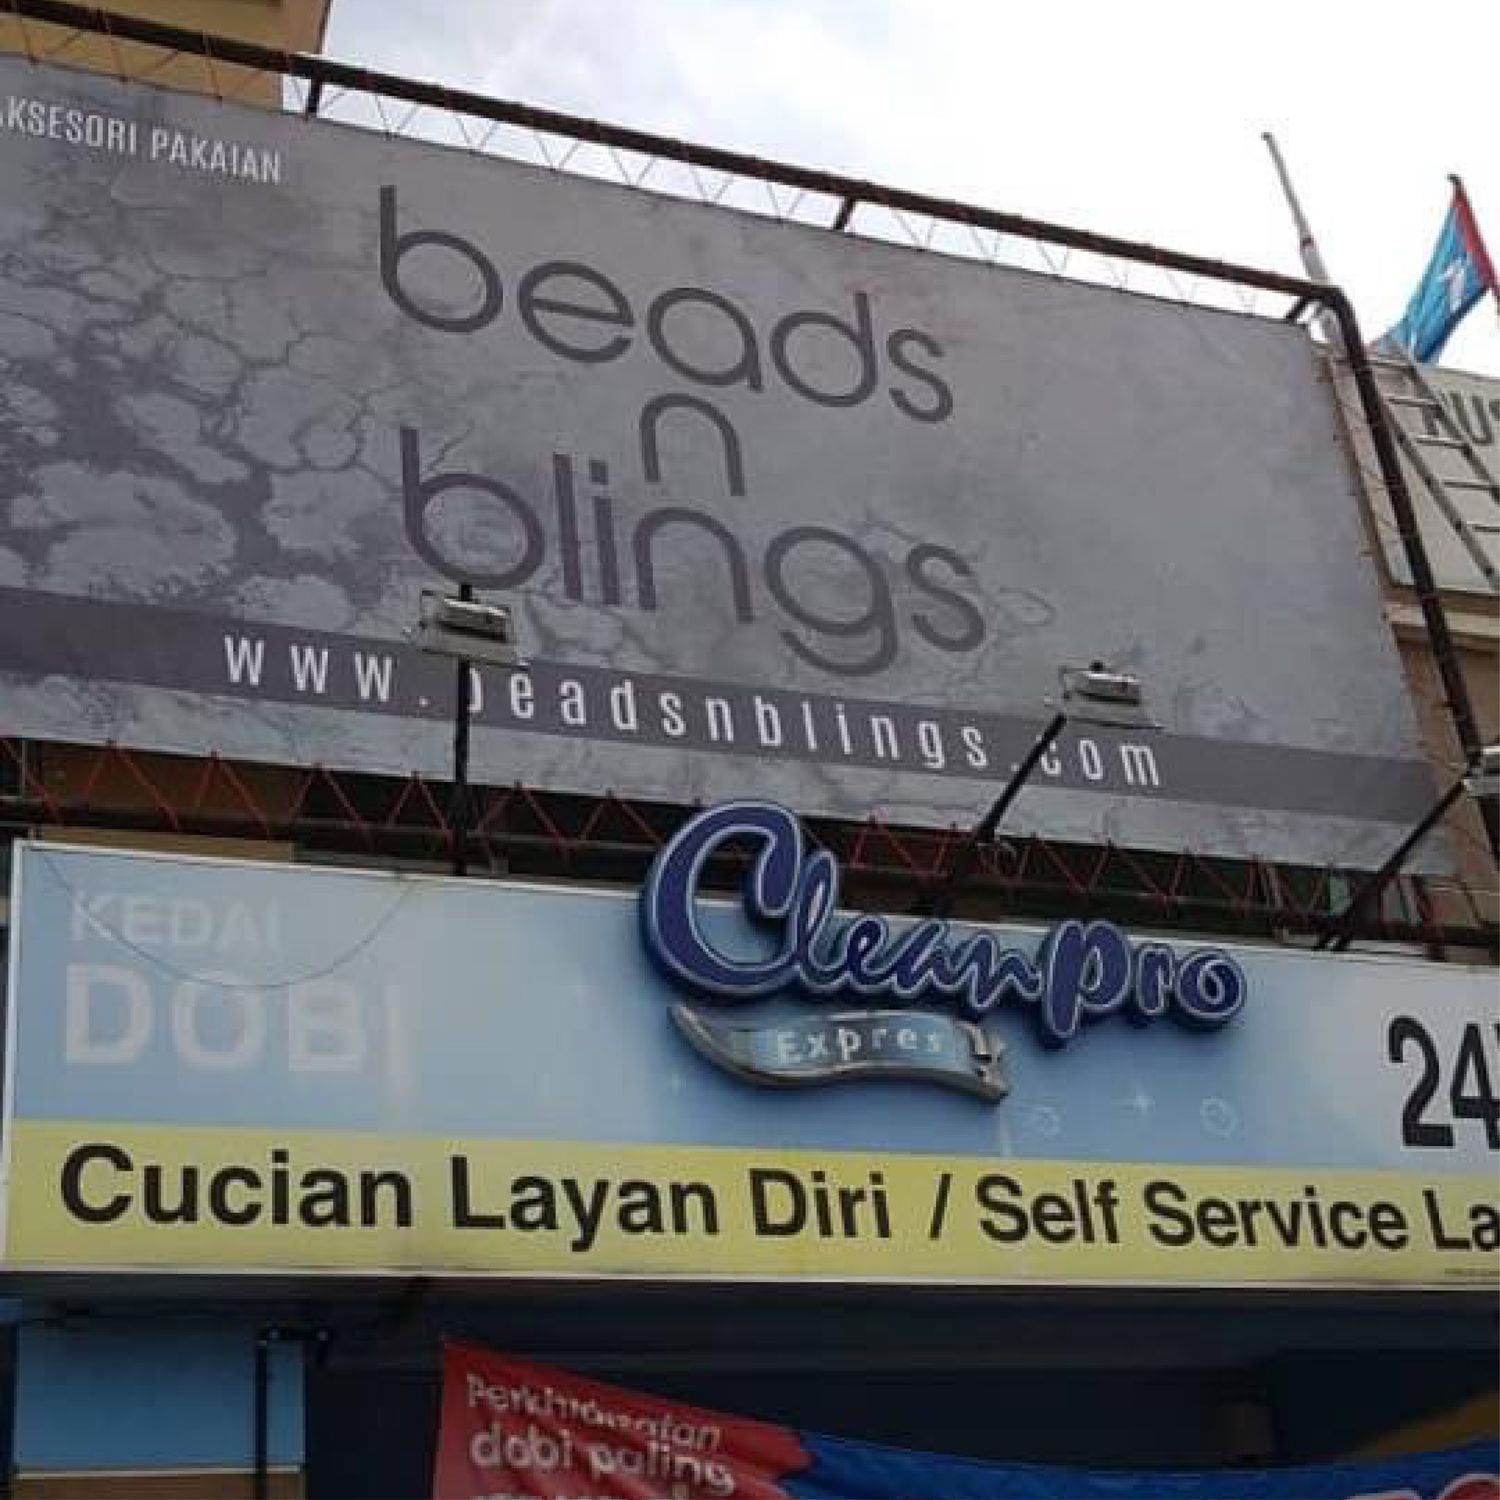 AKSESORI PAKAIAN
beads
n
blings
www.beadsnblings.com
KEDAI
DOBI
Cleanpro
Expres
24
Cucian Layan Diri / Self Service La
Perkhidmatan
dobi paling